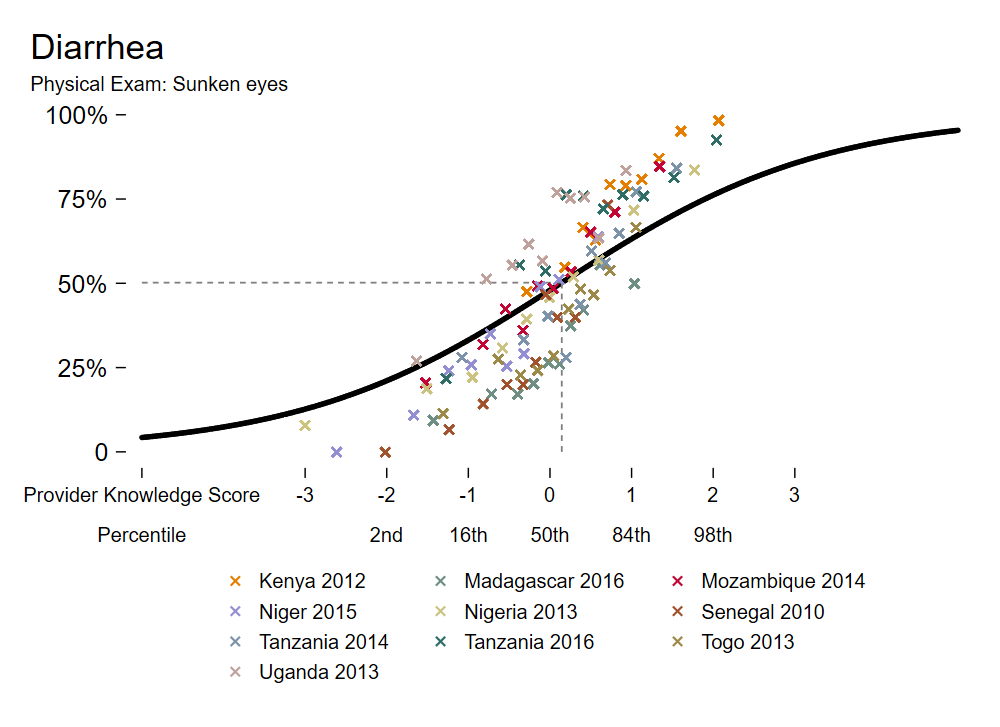 Diarrhea
Physical Exam: Sunken eyes
100%
75%
50%
25%
0
Provider Knowledge Score -3 -2 -1 0 1 2 3
Percentile 2nd 16th 50th 84th 98th
Kenya 2012 Madagascar 2016 Mozambique 2014
Niger 2015 Nigeria 2013 Senegal 2010
Tanzania 2014 Tanzania 2016 Togo 2013
Uganda 2013